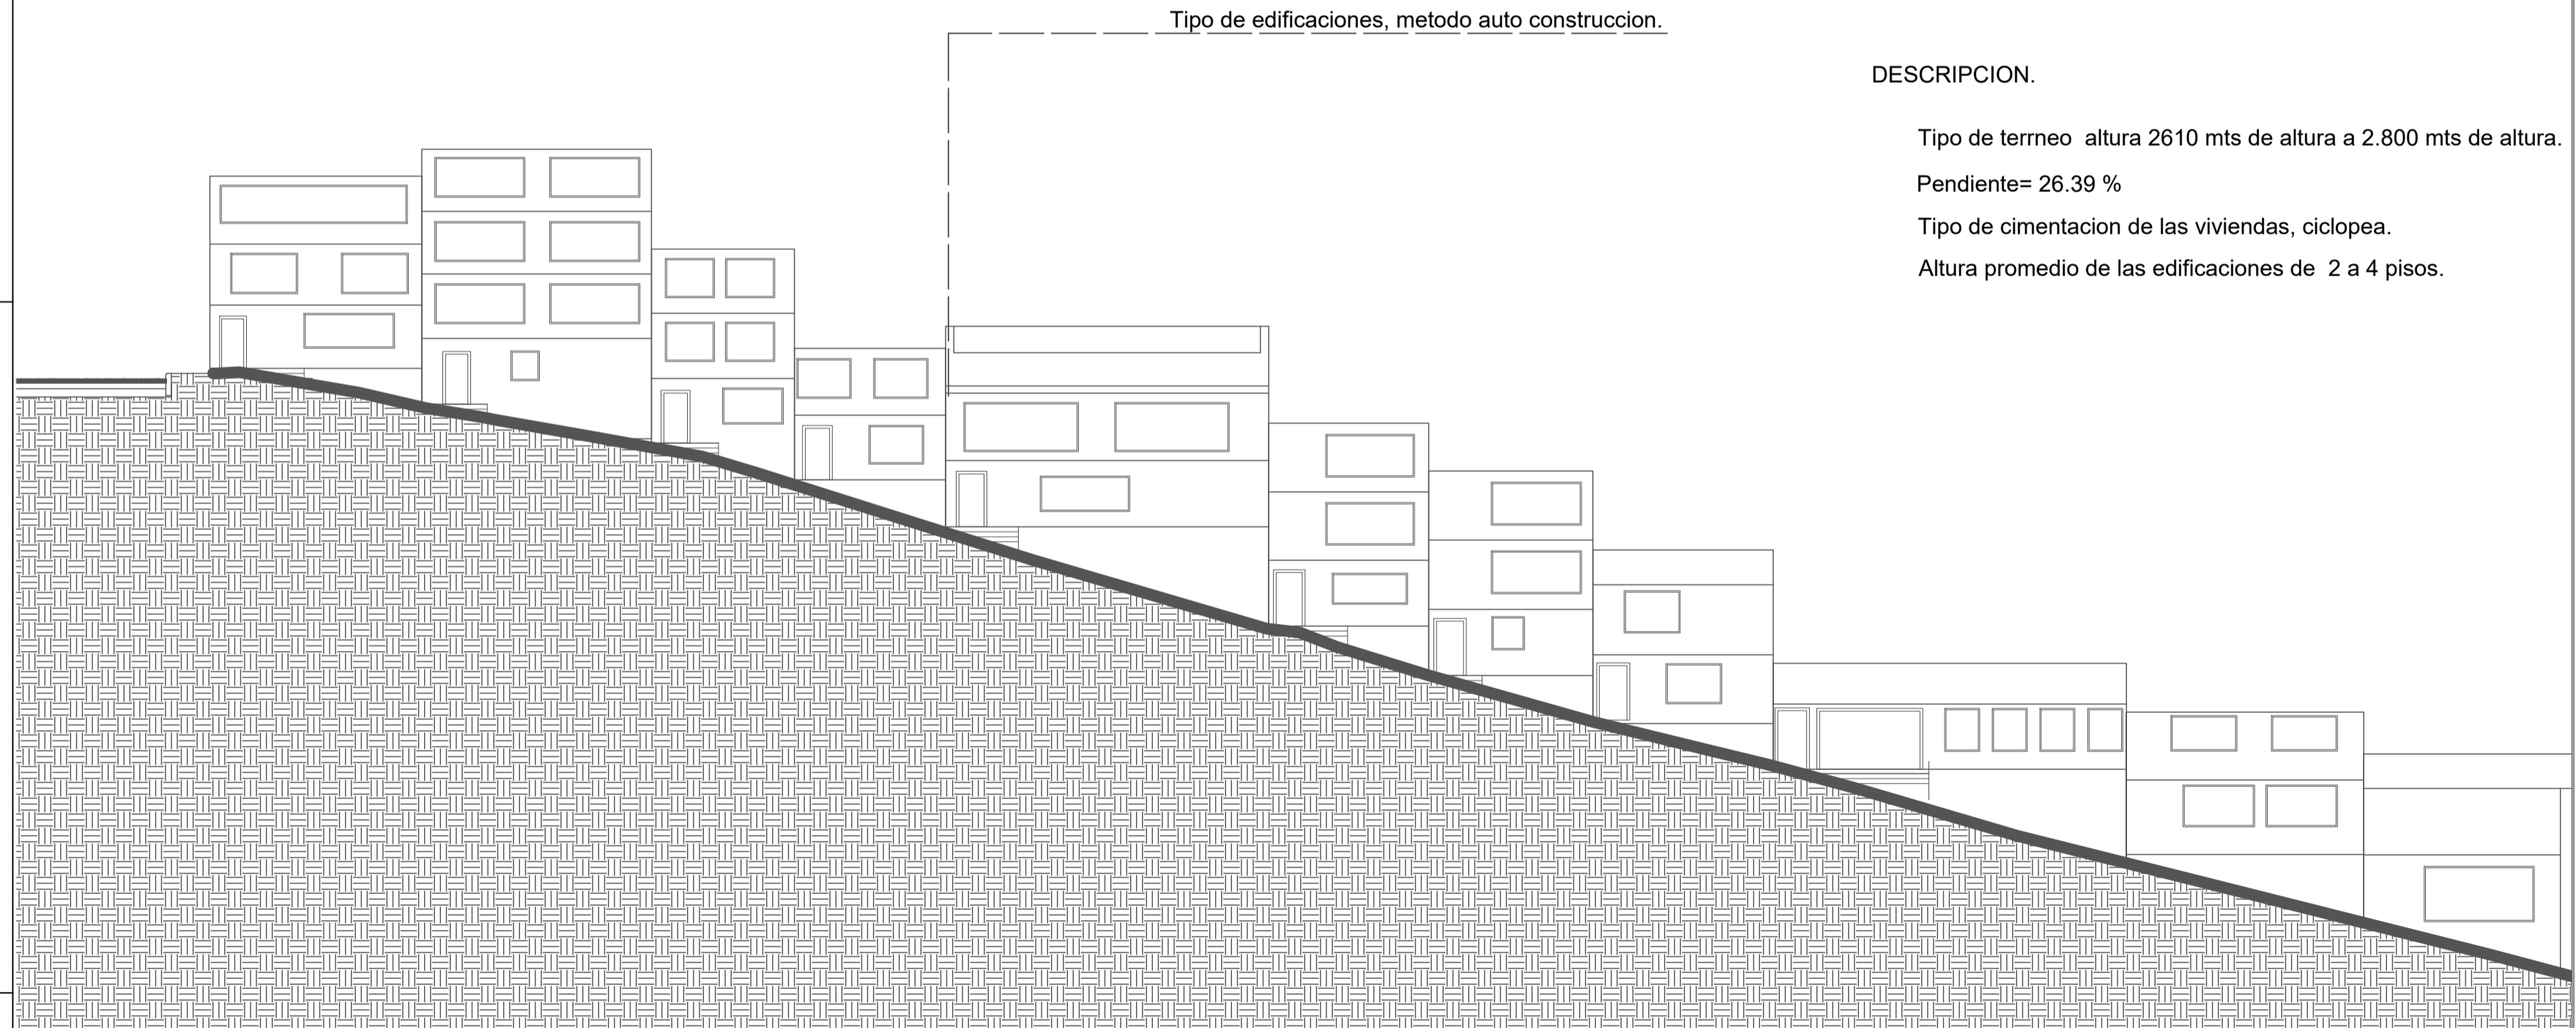 Tipo de edificaciones, metodo auto construccion.
DESCRIPCION.
Tipo de terrneo altura 2610 mts de altura a 2.800 mts de altura.
Pendiente= 26.39 %
Tipo de cimentacion de las viviendas, ciclopea.
Altura promedio de las edificaciones de 2 a 4 pisos.